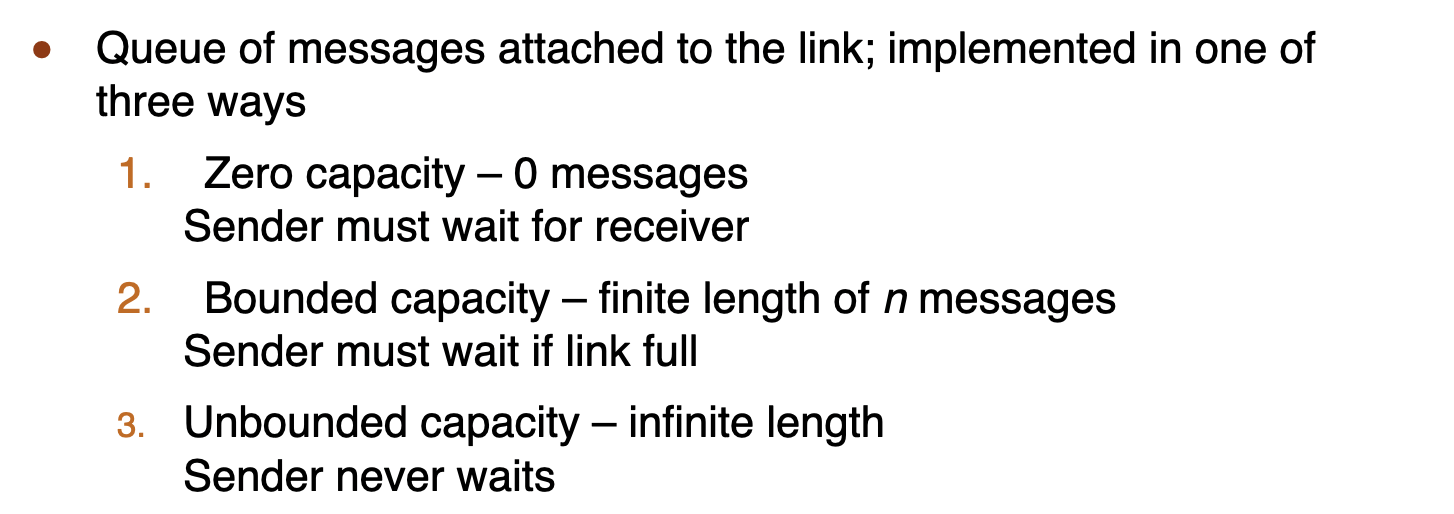 • Queue of messages attached to the link; implemented in one of
three ways
1. Zero capacity – 0 messages
Sender must wait for receiver
2. Bounded capacity – finite length of n messages
Sender must wait if link full
3. Unbounded capacity – infinite length
Sender never waits